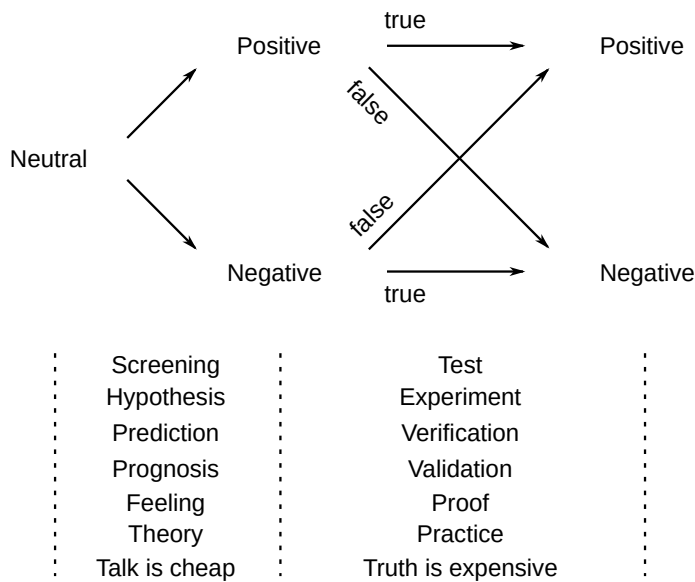 true
Positive Positive
false
Neutral
false
Negative Negative
true
Screening Test
Hypothesis Experiment
Prediction Verification
Prognosis Validation
Feeling Proof
Theory Practice
Talk is cheap Truth is expensive